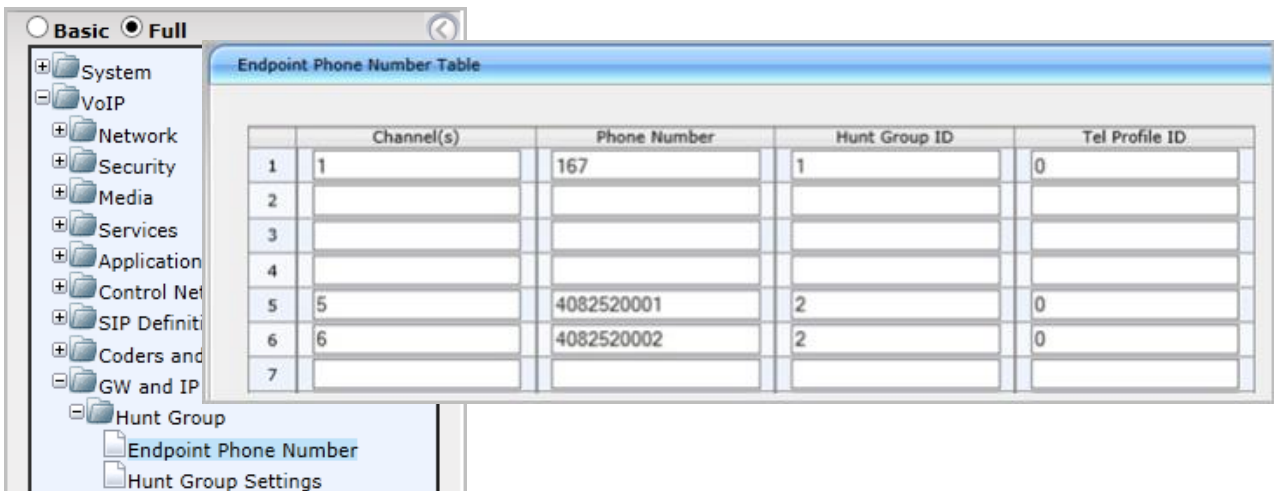 Basic Full
System
VoIP
Network
Security
Media
Services
Application
Control Net
SIP Definiti
Coders and
GW and IP
Hunt Group
Endpoint Phone Number
Hunt Group Settings
Endpoint Phone Number Table
Channel(s) Phone Number Hunt Group ID Tel Profile ID
1 1 167 1 0
2
3
4
5 5 4082520001 2 0
6 6 4082520002 2 0
7